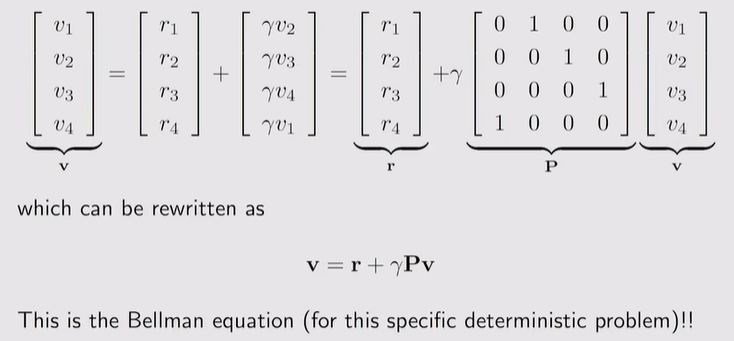 [v₁ v₂ v₃ v₄] = [r₁ r₂ r₃ r₄] + [γv₂ γv₃ γv₄ γv₁] = [r₁ r₂ r₃ r₄] + γ [0 1 0 0; 0 0 1 0; 0 0 0 1; 1 0 0 0] [v₁ v₂ v₃ v₄]
v r P v
which can be rewritten as
v = r + γPv
This is the Bellman equation (for this specific deterministic problem)!!